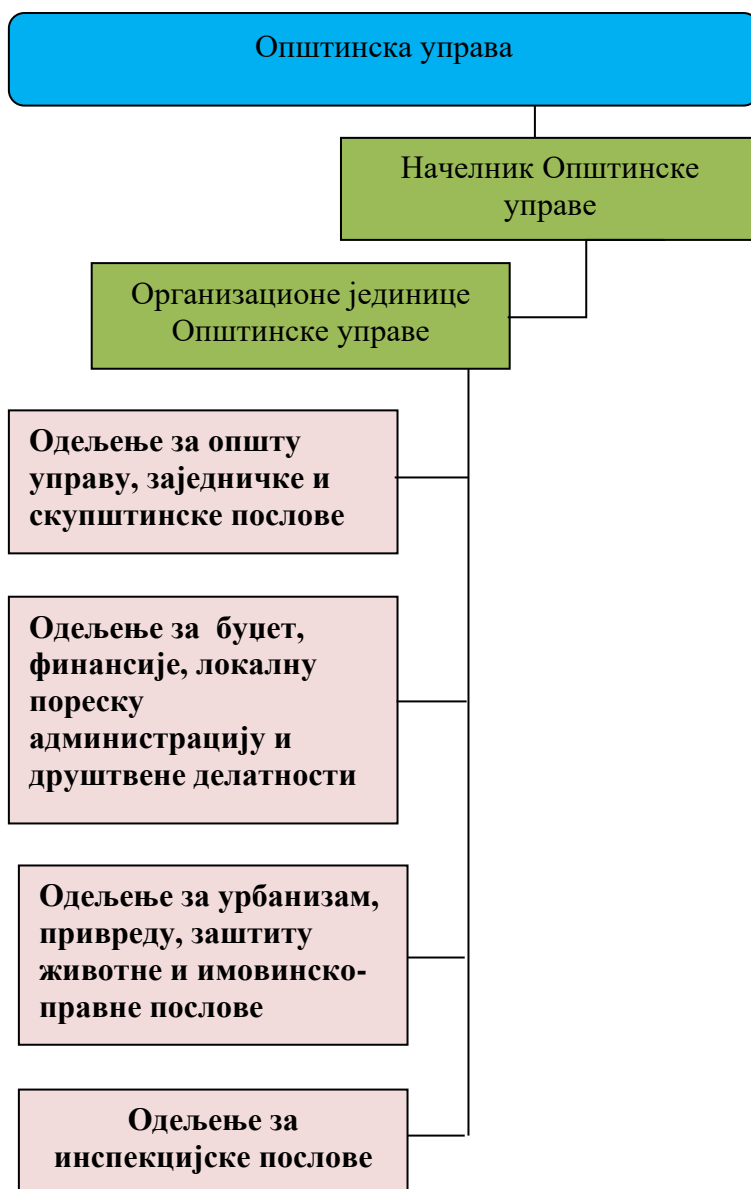 Општинска управа
Начелник Општинске
управе
Организационе јединице
Општинске управе
Одељење за општу
управу, заједничке и
скупштинске послове
Одељење за  буџет,
финансије, локалну
пореску
администрацију и
друштвене делатности
Одељење за урбанизам,
привреду, заштиту
животне и имовинско-
правне послове
Одељење за
инспекцијске послове